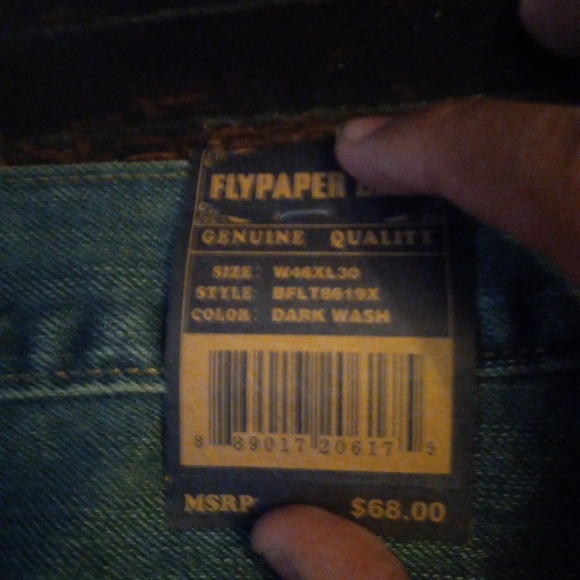 FLYPAPER
GENUINE QUALITY
SIZE: W46XL30
STYLE: BFLT8619X
COLOR: DARK WASH
8 89017 20617 5
MSRP $68.00